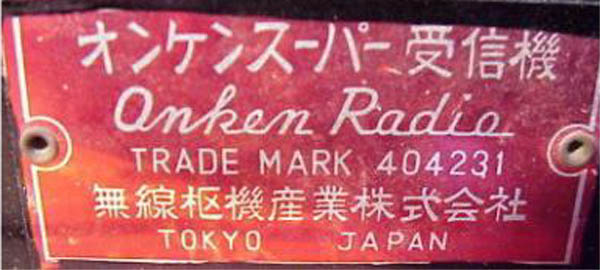 オンケンスーパー受信機
Onken Radio
TRADE MARK 404231
無線枢機産業株式会社
TOKYO JAPAN